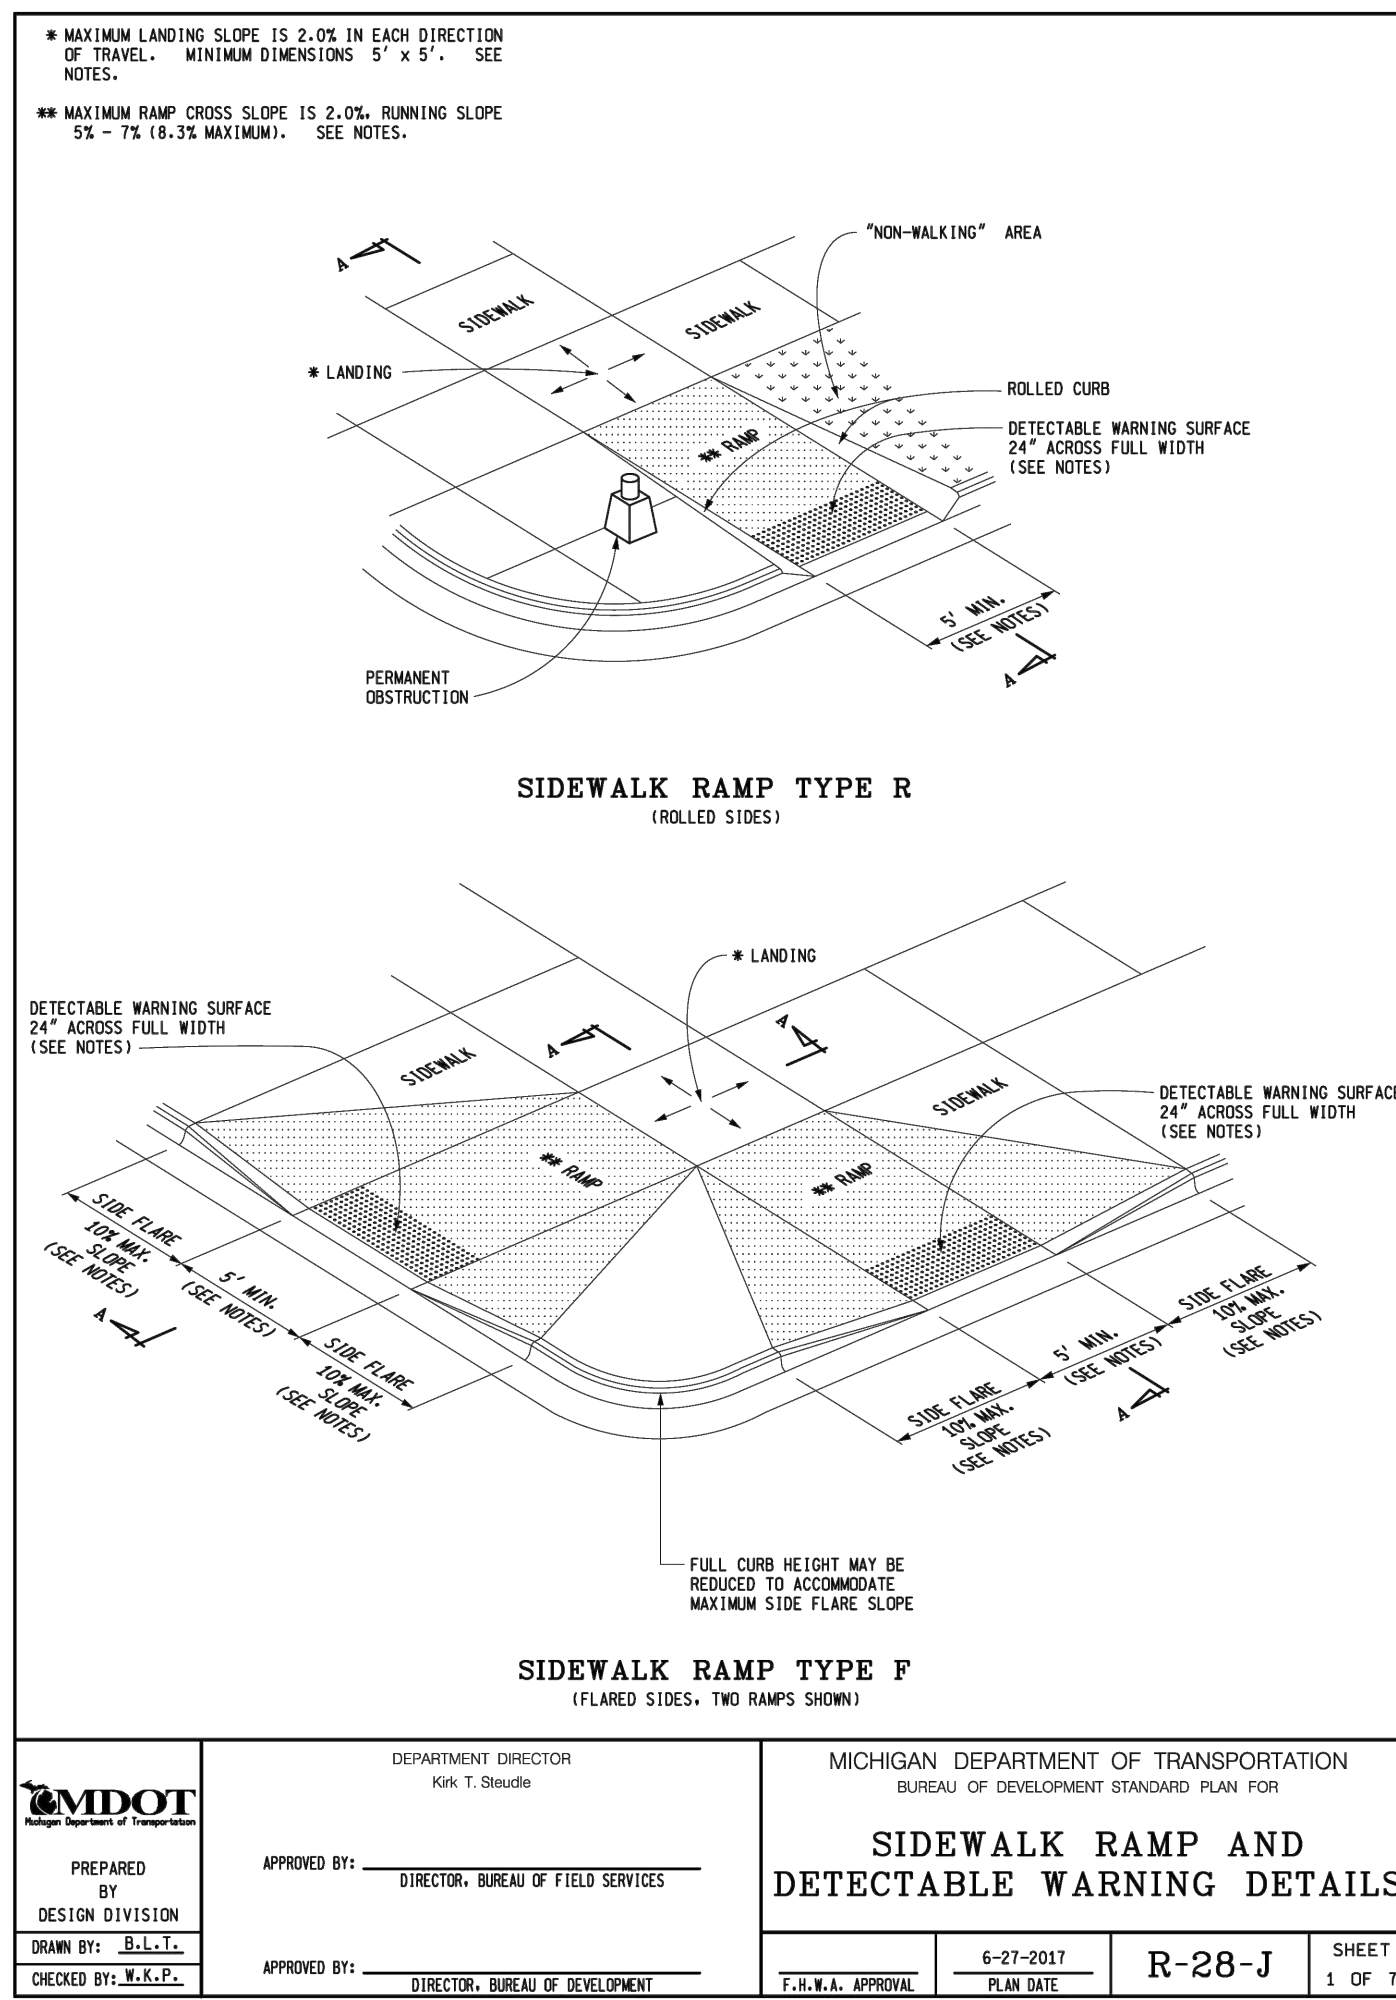 * MAXIMUM LANDING SLOPE IS 2.0% IN EACH DIRECTION
OF TRAVEL. MINIMUM DIMENSIONS 5' x 5'. SEE
NOTES.
** MAXIMUM RAMP CROSS SLOPE IS 2.0%, RUNNING SLOPE
5% - 7% (8.3% MAXIMUM). SEE NOTES.
"NON-WALKING" AREA
A
SIDEWALK
SIDEWALK
* LANDING
ROLLED CURB
DETECTABLE WARNING SURFACE
24" ACROSS FULL WIDTH
(SEE NOTES)
** RAMP
5' MIN.
(SEE NOTES)
A
PERMANENT
OBSTRUCTION
SIDEWALK RAMP TYPE R
(ROLLED SIDES)
* LANDING
DETECTABLE WARNING SURFACE
24" ACROSS FULL WIDTH
(SEE NOTES)
A
A
SIDEWALK
SIDEWALK
DETECTABLE WARNING SURFACE
24" ACROSS FULL WIDTH
(SEE NOTES)
** RAMP
** RAMP
SIDE FLARE
10% MAX.
SLOPE
(SEE NOTES)
5' MIN.
(SEE NOTES)
A
SIDE FLARE
10% MAX.
SLOPE
(SEE NOTES)
SIDE FLARE
10% MAX.
SLOPE
(SEE NOTES)
5' MIN.
(SEE NOTES)
A
SIDE FLARE
10% MAX.
SLOPE
(SEE NOTES)
FULL CURB HEIGHT MAY BE
REDUCED TO ACCOMMODATE
MAXIMUM SIDE FLARE SLOPE
SIDEWALK RAMP TYPE F
(FLARED SIDES, TWO RAMPS SHOWN)
MDOT
Michigan Department of Transportation
PREPARED
BY
DESIGN DIVISION
DRAWN BY: B.L.T.
CHECKED BY: W.K.P.
DEPARTMENT DIRECTOR
Kirk T. Steudle
APPROVED BY:
DIRECTOR, BUREAU OF FIELD SERVICES
APPROVED BY:
DIRECTOR, BUREAU OF DEVELOPMENT
MICHIGAN DEPARTMENT OF TRANSPORTATION
BUREAU OF DEVELOPMENT STANDARD PLAN FOR
SIDEWALK RAMP AND
DETECTABLE WARNING DETAILS
F.H.W.A. APPROVAL
6-27-2017
PLAN DATE
R-28-J
SHEET
1 OF 7